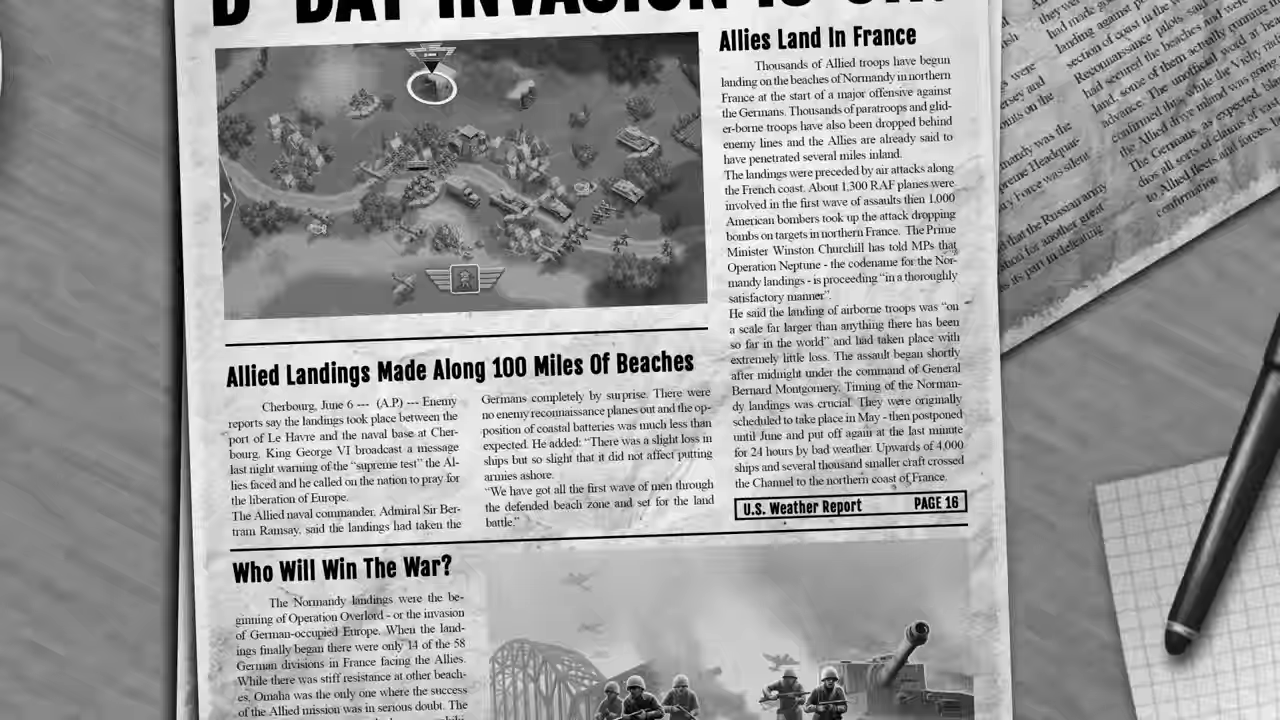 D-DAY INVASION IS ON!
Allies Land In France
Thousands of Allied troops have begun
landing on the beaches of Normandy in northern
France at the start of a major offensive against
the Germans. Thousands of paratroops and glid-
er-borne troops have also been dropped behind
enemy lines and the Allies are already said to
have penetrated several miles inland.
The landings were preceded by air attacks along
the French coast. About 1,300 RAF planes were
involved in the first wave of assaults then 1,000
American bombers took up the attack dropping
bombs on targets in northern France. The Prime
Minister Winston Churchill has told MPs that
Operation Neptune - the codename for the Nor-
mandy landings - is proceeding "in a thoroughly
satisfactory manner".
He said the landing of airborne troops was "on
a scale far larger than anything there has been
so far in the world" and had taken place with
extremely little loss. The assault began shortly
after midnight under the command of General
Bernard Montgomery. Timing of the Norman-
dy landings was crucial. They were originally
scheduled to take place in May - then postponed
until June and put off again at the last minute
for 24 hours by bad weather. Upwards of 4,000
ships and several thousand smaller craft crossed
the Channel to the northern coast of France.
U.S. Weather Report PAGE 16
Allied Landings Made Along 100 Miles Of Beaches
Cherbourg, June 6 --- (A.P) --- Enemy
reports say the landings took place between the
port of Le Havre and the naval base at Cher-
bourg. King George VI broadcast a message
last night warning of the "supreme test" the Al-
lies faced and he called on the nation to pray for
the liberation of Europe.
The Allied naval commander, Admiral Sir Ber-
tram Ramsay, said the landings had taken the
Germans completely by surprise. There were
no enemy reconnaissance planes out and the op-
position of coastal batteries was much less than
expected. He added: "There was a slight loss in
ships but so slight that it did not affect putting
armies ashore.
"We have got all the first wave of men through
the defended beach zone and set for the land
battle."
Who Will Win The War?
The Normandy landings were the be-
ginning of Operation Overlord - or the invasion
of German-occupied Europe. When the land-
ings finally began there were only 14 of the 58
German divisions in France facing the Allies.
While there was stiff resistance at other beach-
es, Omaha was the only one where the success
of the Allied mission was in serious doubt. The